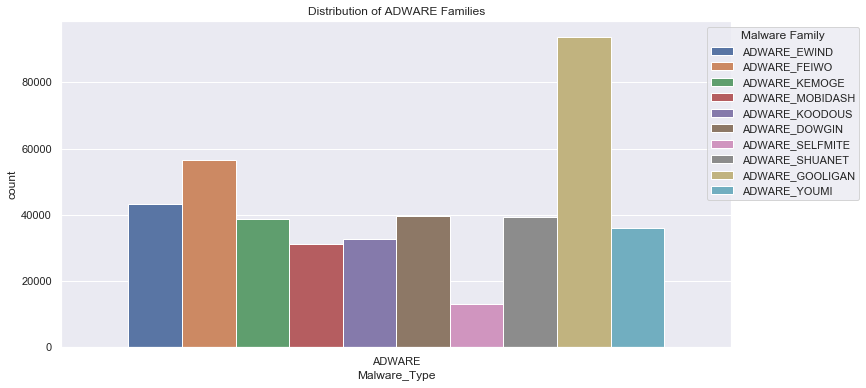 Distribution of ADWARE Families
Malware Family
ADWARE_EWIND
ADWARE_FEIWO
ADWARE_KEMOGE
ADWARE_MOBIDASH
ADWARE_KOODOUS
ADWARE_DOWGIN
ADWARE_SELFMITE
ADWARE_SHUANET
ADWARE_GOOLIGAN
ADWARE_YOUMI
count
80000
60000
40000
20000
0
ADWARE
Malware_Type